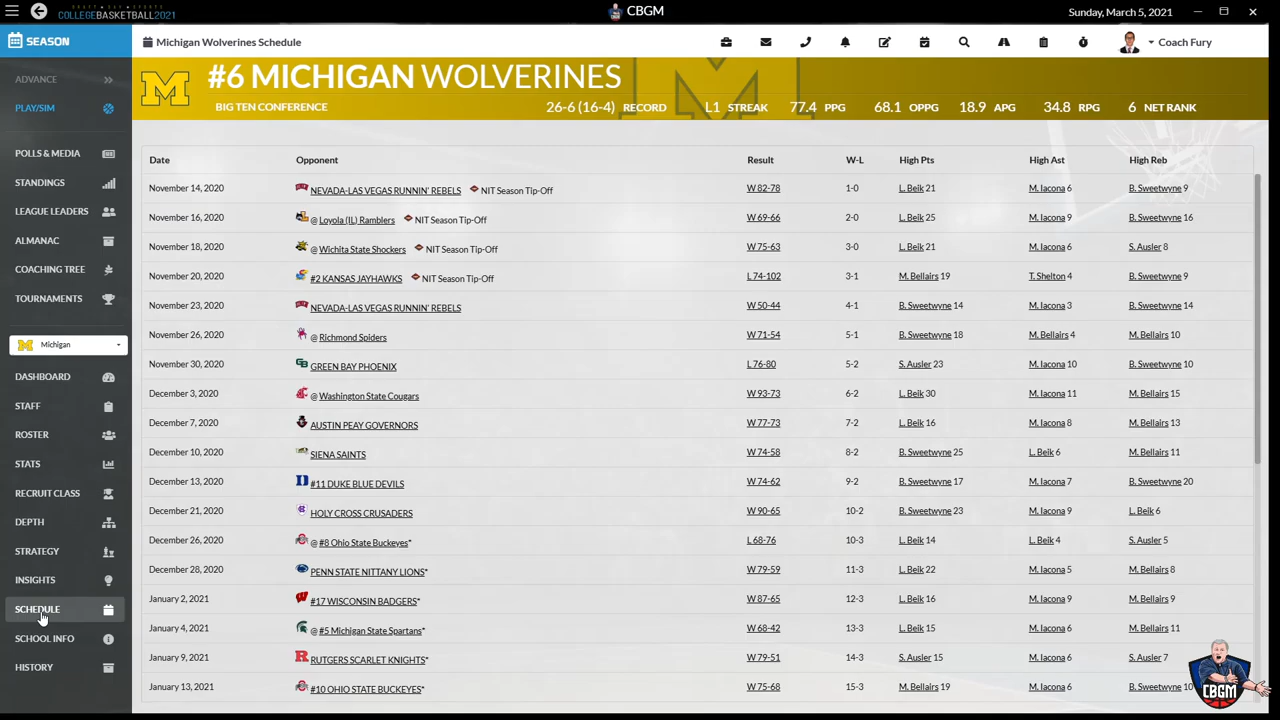 DRAFT DAY SPORTS
COLLEGEBASKETBALL2021
CBGM
Sunday, March 5, 2021
SEASON
Michigan Wolverines Schedule
Coach Fury
ADVANCE
PLAY/SIM
POLLS & MEDIA
STANDINGS
LEAGUE LEADERS
ALMANAC
COACHING TREE
TOURNAMENTS
Michigan
DASHBOARD
STAFF
ROSTER
STATS
RECRUIT CLASS
DEPTH
STRATEGY
INSIGHTS
SCHEDULE
SCHOOL INFO
HISTORY
#6 MICHIGAN WOLVERINES
BIG TEN CONFERENCE 26-6 (16-4) RECORD L1 STREAK 77.4 PPG 68.1 OPPG 18.9 APG 34.8 RPG 6 NET RANK
Date Opponent Result W-L High Pts High Ast High Reb
November 14, 2020 NEVADA-LAS VEGAS RUNNIN' REBELS NIT Season Tip-Off W 82-78 1-0 L. Beik 21 M. Iacona 6 B. Sweetwyne 9
November 16, 2020 @ Loyola (IL) Ramblers NIT Season Tip-Off W 69-66 2-0 L. Beik 25 M. Iacona 9 B. Sweetwyne 16
November 18, 2020 @ Wichita State Shockers NIT Season Tip-Off W 75-63 3-0 L. Beik 21 M. Iacona 6 S. Ausler 8
November 20, 2020 #2 KANSAS JAYHAWKS NIT Season Tip-Off L 74-102 3-1 M. Bellairs 19 T. Shelton 4 B. Sweetwyne 9
November 23, 2020 NEVADA-LAS VEGAS RUNNIN' REBELS W 50-44 4-1 B. Sweetwyne 14 M. Iacona 3 B. Sweetwyne 14
November 26, 2020 @ Richmond Spiders W 71-54 5-1 B. Sweetwyne 18 M. Bellairs 4 M. Bellairs 10
November 30, 2020 GREEN BAY PHOENIX L 76-80 5-2 S. Ausler 23 M. Iacona 10 B. Sweetwyne 10
December 3, 2020 @ Washington State Cougars W 93-73 6-2 L. Beik 30 M. Iacona 11 M. Bellairs 15
December 7, 2020 AUSTIN PEAY GOVERNORS W 77-73 7-2 L. Beik 16 M. Iacona 8 M. Bellairs 13
December 10, 2020 SIENA SAINTS W 74-58 8-2 B. Sweetwyne 25 L. Beik 6 M. Bellairs 11
December 13, 2020 #11 DUKE BLUE DEVILS W 74-62 9-2 B. Sweetwyne 17 M. Iacona 7 B. Sweetwyne 20
December 21, 2020 HOLY CROSS CRUSADERS W 90-65 10-2 B. Sweetwyne 23 M. Iacona 9 L. Beik 6
December 26, 2020 @ #8 Ohio State Buckeyes* L 68-76 10-3 L. Beik 14 L. Beik 4 S. Ausler 5
December 28, 2020 PENN STATE NITTANY LIONS* W 79-59 11-3 L. Beik 22 M. Iacona 5 M. Bellairs 8
January 2, 2021 #17 WISCONSIN BADGERS* W 87-65 12-3 L. Beik 16 M. Iacona 9 M. Bellairs 9
January 4, 2021 @ #5 Michigan State Spartans* W 68-42 13-3 L. Beik 15 M. Iacona 6 M. Bellairs 11
January 9, 2021 RUTGERS SCARLET KNIGHTS* W 79-51 14-3 S. Ausler 15 M. Iacona 6 S. Ausler 7
January 13, 2021 #10 OHIO STATE BUCKEYES* W 75-68 15-3 M. Bellairs 19 M. Iacona 6 B. Sweetwyne 10
CBGM